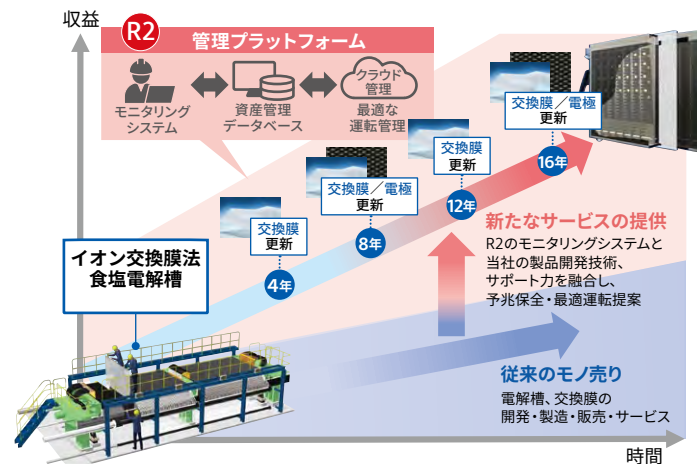 収益
R2
管理プラットフォーム
モニタリング
システム
資産管理
データベース
クラウド
管理
最適な
運転管理
交換膜/電極
更新
16年
交換膜
更新
12年
交換膜/電極
更新
8年
交換膜
更新
4年
イオン交換膜法
食塩電解槽
新たなサービスの提供
R2のモニタリングシステムと
当社の製品開発技術、
サポート力を融合し、
予兆保全・最適運転提案
従来のモノ売り
電解槽、交換膜の
開発・製造・販売・サービス
時間